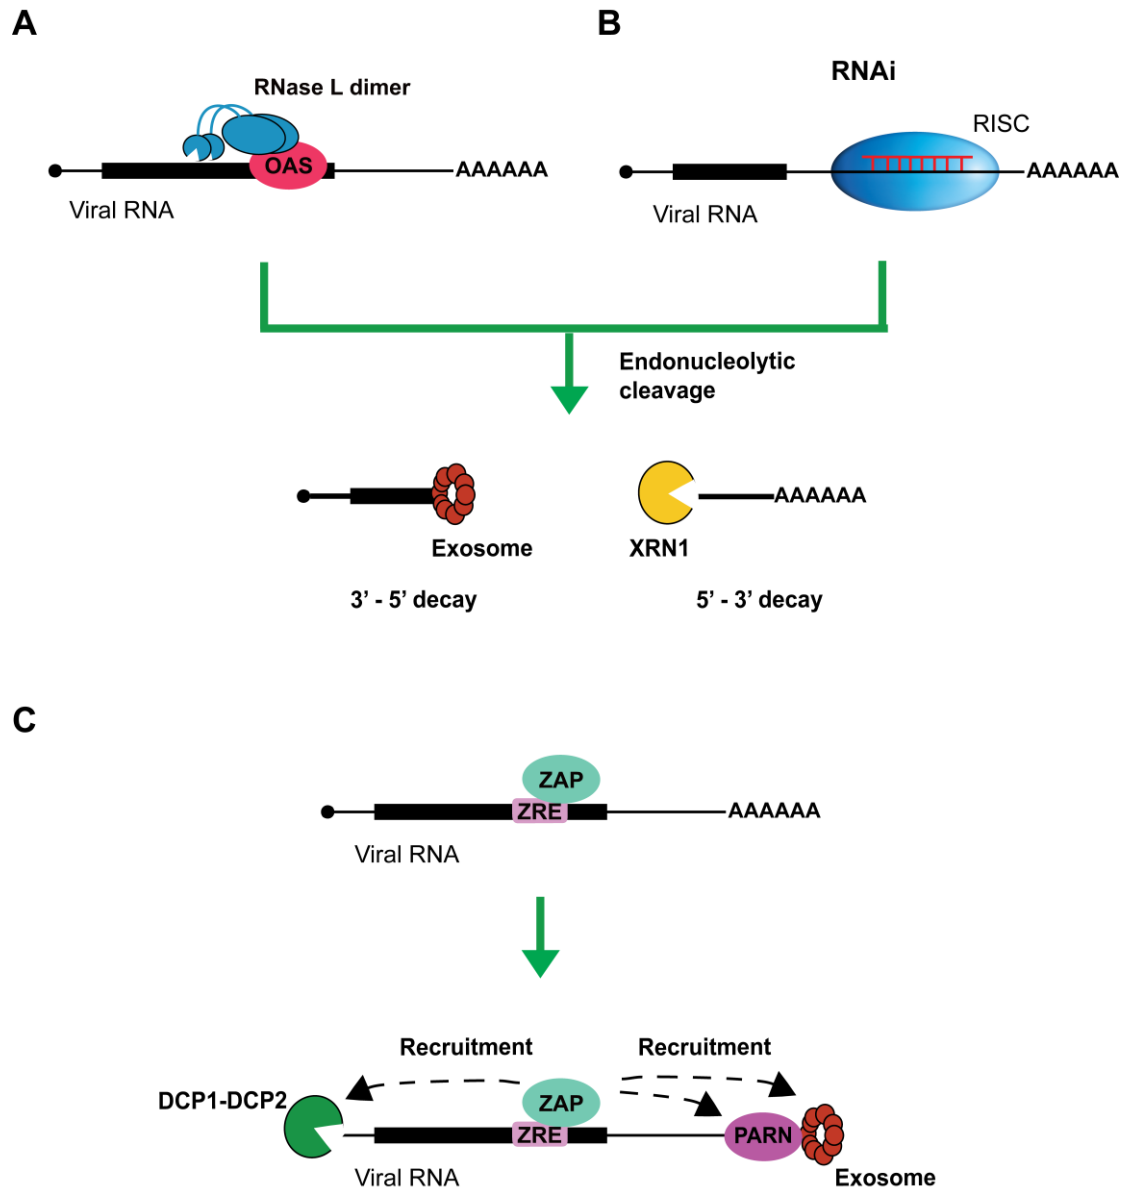 A
B
RNAi
RNase L dimer
RISC
OAS
AAAAAA
AAAAAA
Viral RNA
Viral RNA
Endonucleolytic
cleavage
AAAAAA
Exosome
XRN1
3’ - 5’ decay
5’ - 3’ decay
C
ZAP
ZRE
AAAAAA
Viral RNA
Recruitment
Recruitment
DCP1-DCP2
ZAP
ZRE
PARN
Viral RNA
Exosome